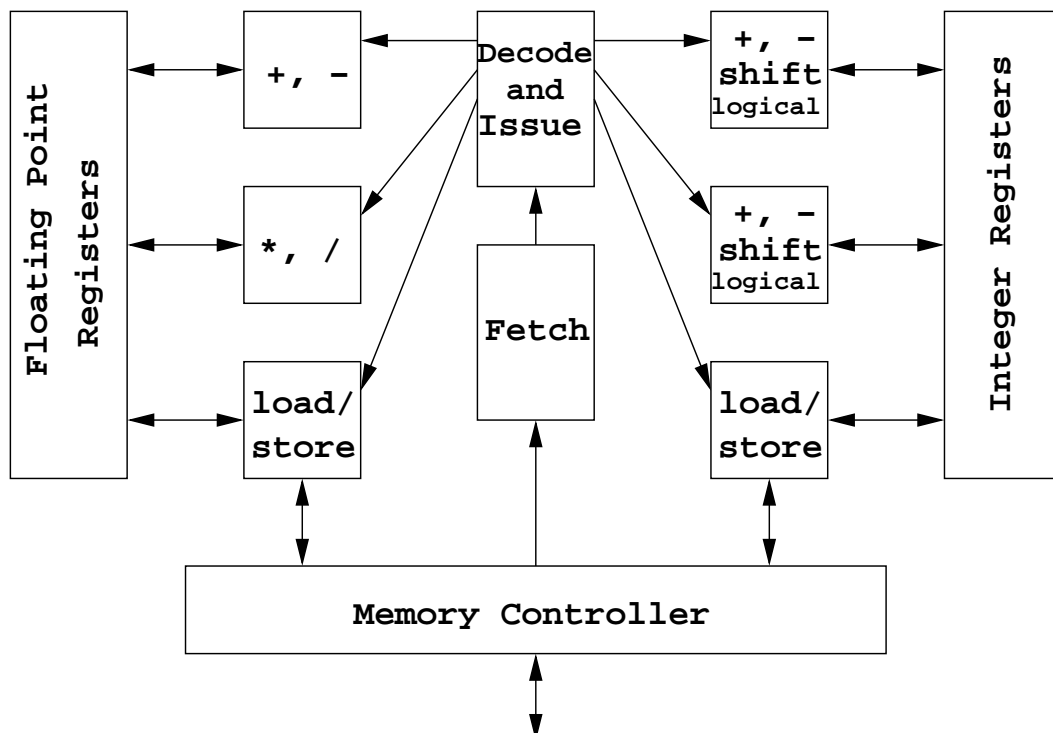 Floating Point
Registers
+, -
*, /
load/
store
Decode
and
Issue
Fetch
+, -
shift
logical
+, -
shift
logical
load/
store
Integer Registers
Memory Controller